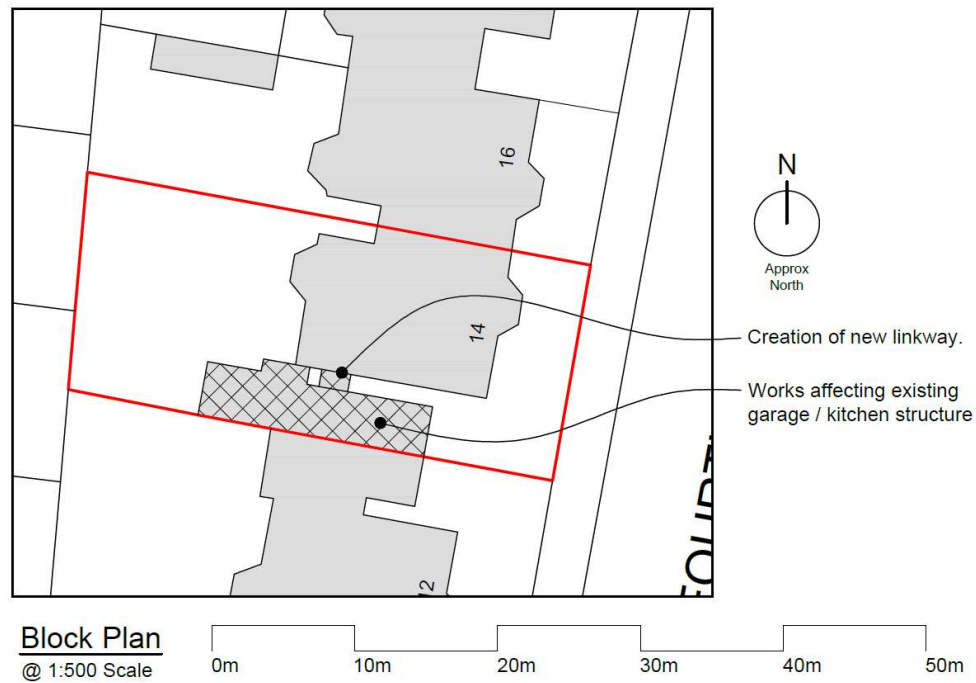 16
N
Approx
North
14
Creation of new linkway.
Works affecting existing
garage / kitchen structure
12
Block Plan
@ 1:500 Scale
0m 10m 20m 30m 40m 50m